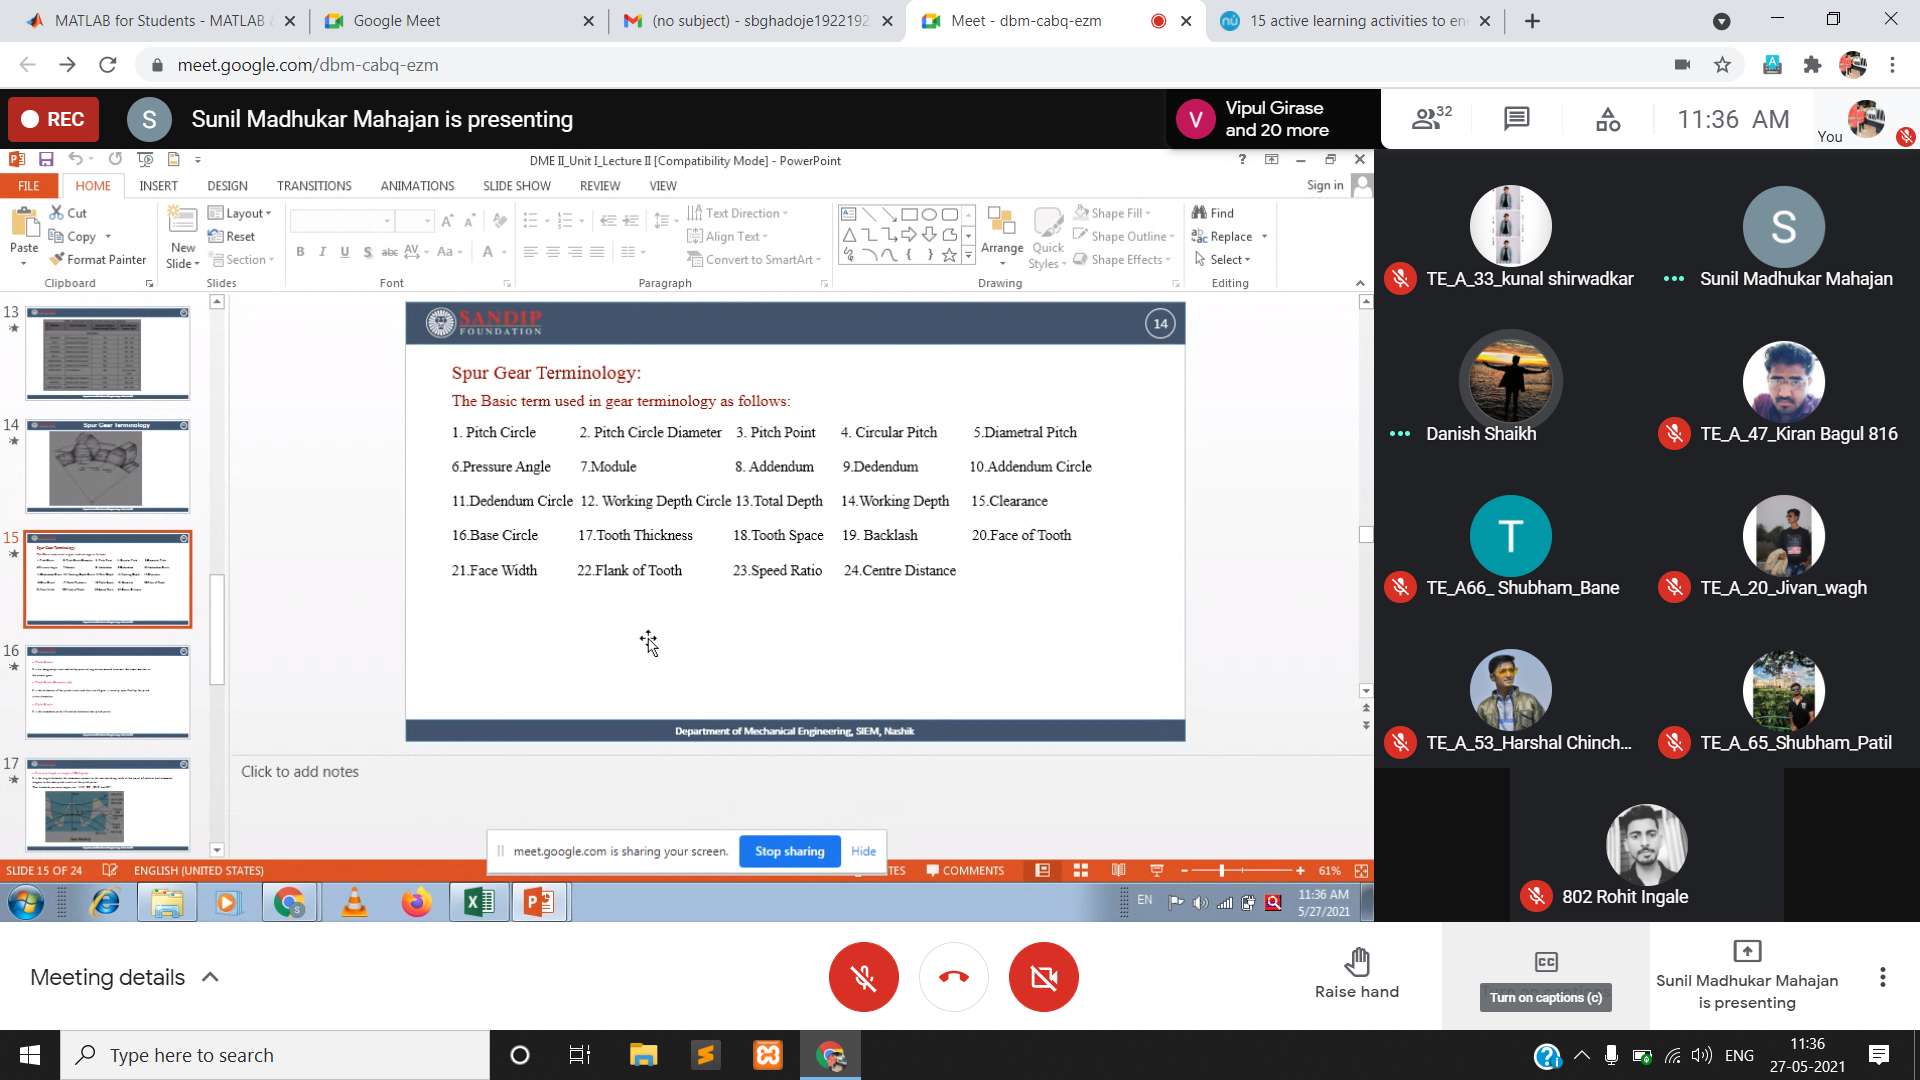 MATLAB for Students - MATLAB &
Google Meet
(no subject) - sbghadoje1922192
Meet - dbm-cabq-ezm
15 active learning activities to en
meet.google.com/dbm-cabq-ezm
REC
S
Sunil Madhukar Mahajan is presenting
V
Vipul Girase
and 20 more
32
11:36 AM
You
DME II_Unit I_Lecture II [Compatibility Mode] - PowerPoint
FILE HOME INSERT DESIGN TRANSITIONS ANIMATIONS SLIDE SHOW REVIEW VIEW
Sign in
Paste
Cut
Copy
Format Painter
Clipboard
New
Slide
Layout
Reset
Section
Slides
Font
Text Direction
Align Text
Convert to SmartArt
Paragraph
Arrange
Quick
Styles
Shape Fill
Shape Outline
Shape Effects
Drawing
Find
Replace
Select
Editing
13
14
Spur Gear Terminology
15
16
17
SANDIP
FOUNDATION
14
Spur Gear Terminology:
The Basic term used in gear terminology as follows:
1. Pitch Circle 2. Pitch Circle Diameter 3. Pitch Point 4. Circular Pitch 5.Diametral Pitch
6.Pressure Angle 7.Module 8. Addendum 9.Dedendum 10.Addendum Circle
11.Dedendum Circle 12. Working Depth Circle 13.Total Depth 14.Working Depth 15.Clearance
16.Base Circle 17.Tooth Thickness 18.Tooth Space 19. Backlash 20.Face of Tooth
21.Face Width 22.Flank of Tooth 23.Speed Ratio 24.Centre Distance
Department of Mechanical Engineering, SIEM, Nashik
Click to add notes
meet.google.com is sharing your screen.
Stop sharing
Hide
SLIDE 15 OF 24
ENGLISH (UNITED STATES)
COMMENTS
61%
EN
11:36 AM
5/27/2021
TE_A_33_kunal shirwadkar
S
Sunil Madhukar Mahajan
Danish Shaikh
TE_A_47_Kiran Bagul 816
T
TE_A66_ Shubham_Bane
TE_A_20_Jivan_wagh
TE_A_53_Harshal Chinch...
TE_A_65_Shubham_Patil
802 Rohit Ingale
Meeting details
Raise hand
Turn on captions (c)
Sunil Madhukar Mahajan
is presenting
Type here to search
ENG
11:36
27-05-2021